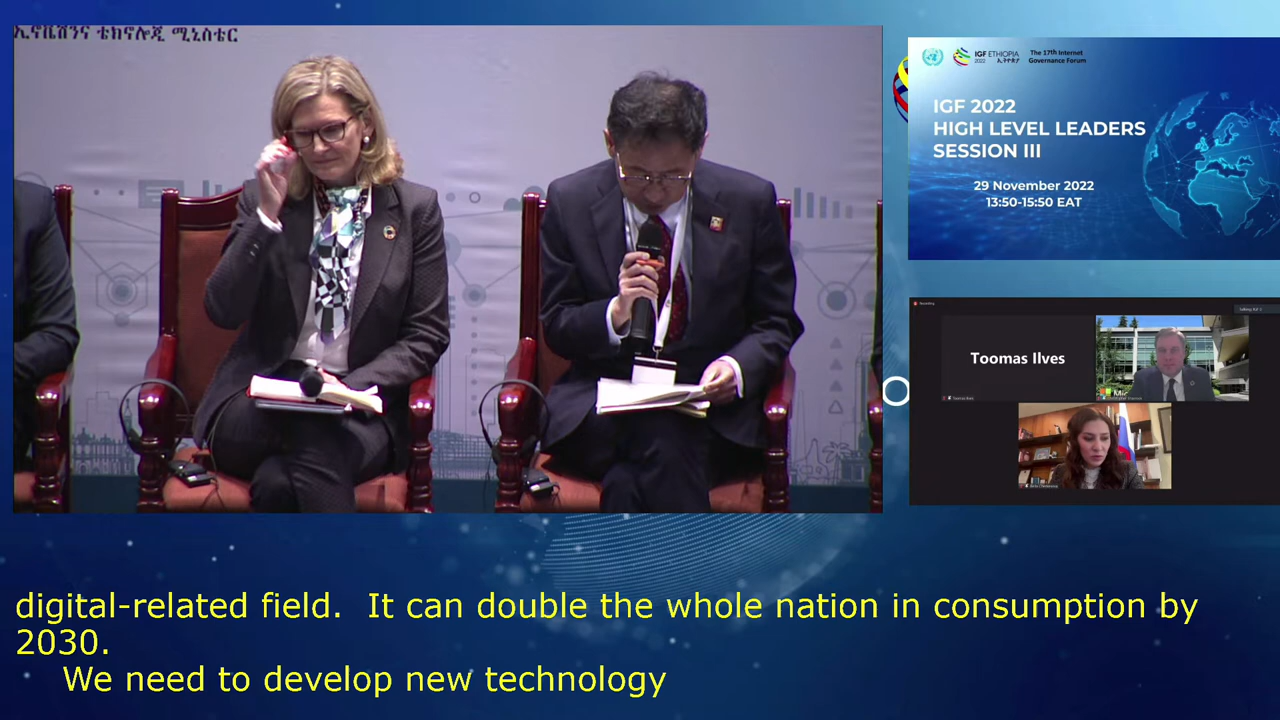 ኢኖቬሽንና ቴክኖሎጂ ሚኒስቴር
IGF ETHIOPIA
2022 ኢትዮጵያ
The 17th Internet
Governance Forum
IGF 2022
HIGH LEVEL LEADERS
SESSION III
29 November 2022
13:50-15:50 EAT
Toomas Ilves
digital-related field. It can double the whole nation in consumption by
2030.
We need to develop new technology